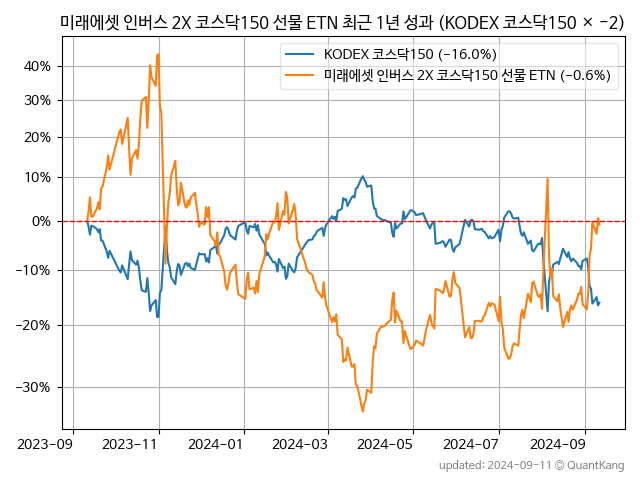 미래에셋 인버스 2X 코스닥150 선물 ETN 최근 1년 성과 (KODEX 코스닥150 × −2)
KODEX 코스닥150 (−16.0%)
미래에셋 인버스 2X 코스닥150 선물 ETN (−0.6%)
40%
30%
20%
10%
0%
−10%
−20%
−30%
2023-09 2023-11 2024-01 2024-03 2024-05 2024-07 2024-09
updated: 2024-09-11 © QuantKang